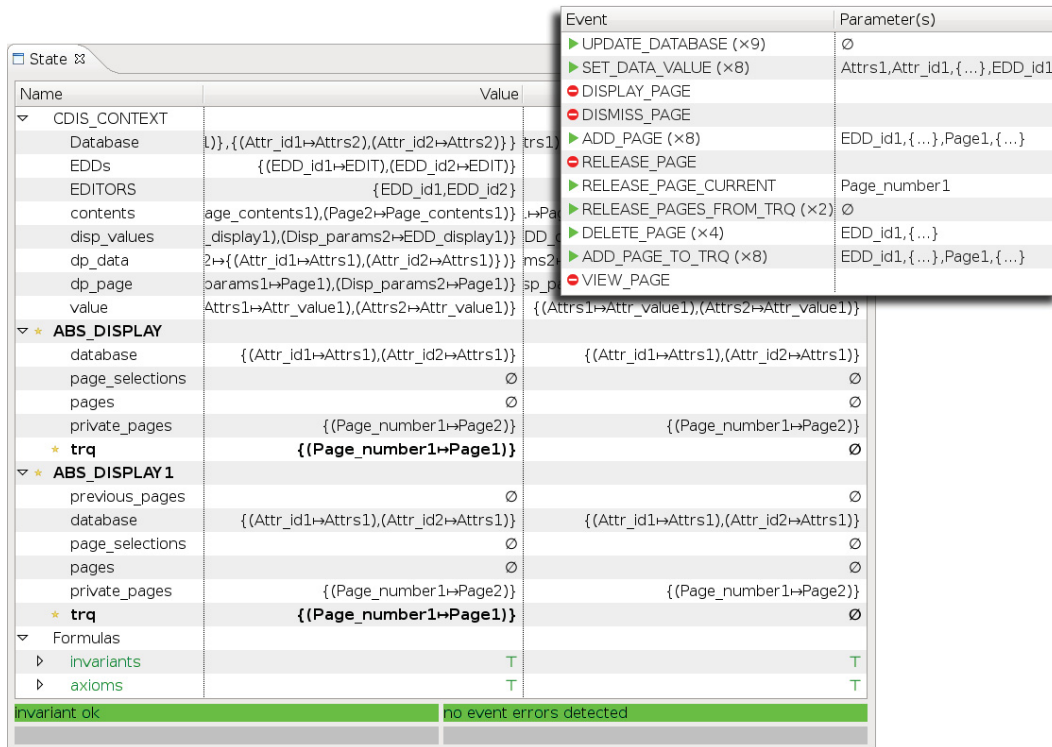 Event Parameter(s)
UPDATE_DATABASE (×9) ∅
SET_DATA_VALUE (×8) Attrs1,Attr_id1,{...},EDD_id1
DISPLAY_PAGE
DISMISS_PAGE
ADD_PAGE (×8) EDD_id1,{...},Page1,{...}
RELEASE_PAGE
RELEASE_PAGE_CURRENT Page_number1
RELEASE_PAGES_FROM_TRQ (×2) ∅
DELETE_PAGE (×4) EDD_id1,{...}
ADD_PAGE_TO_TRQ (×8) EDD_id1,{...},Page1,{...}
VIEW_PAGE
State
Name Value
CDIS_CONTEXT
Database )},{(Attr_id1↦Attrs2),(Attr_id2↦Attrs2)}} trs1)
EDDs {(EDD_id1↦EDIT),(EDD_id2↦EDIT)}
EDITORS {EDD_id1,EDD_id2}
contents age_contents1),(Page2↦Page_contents1)}
disp_values _display1),(Disp_params2↦EDD_display1)}
dp_data 2↦{(Attr_id1↦Attrs1),(Attr_id2↦Attrs1)})}
dp_page params1↦Page1),(Disp_params2↦Page1)}
value Attrs1↦Attr_value1),(Attrs2↦Attr_value1)} {(Attrs1↦Attr_value1),(Attrs2↦Attr_value1)}
ABS_DISPLAY
database {(Attr_id1↦Attrs1),(Attr_id2↦Attrs1)} {(Attr_id1↦Attrs1),(Attr_id2↦Attrs1)}
page_selections ∅ ∅
pages ∅ ∅
private_pages {(Page_number1↦Page2)} {(Page_number1↦Page2)}
trq {(Page_number1↦Page1)} ∅
ABS_DISPLAY1
previous_pages ∅ ∅
database {(Attr_id1↦Attrs1),(Attr_id2↦Attrs1)} {(Attr_id1↦Attrs1),(Attr_id2↦Attrs1)}
page_selections ∅ ∅
pages ∅ ∅
private_pages {(Page_number1↦Page2)} {(Page_number1↦Page2)}
trq {(Page_number1↦Page1)} ∅
Formulas
invariants ⊤ ⊤
axioms ⊤ ⊤
invariant ok no event errors detected